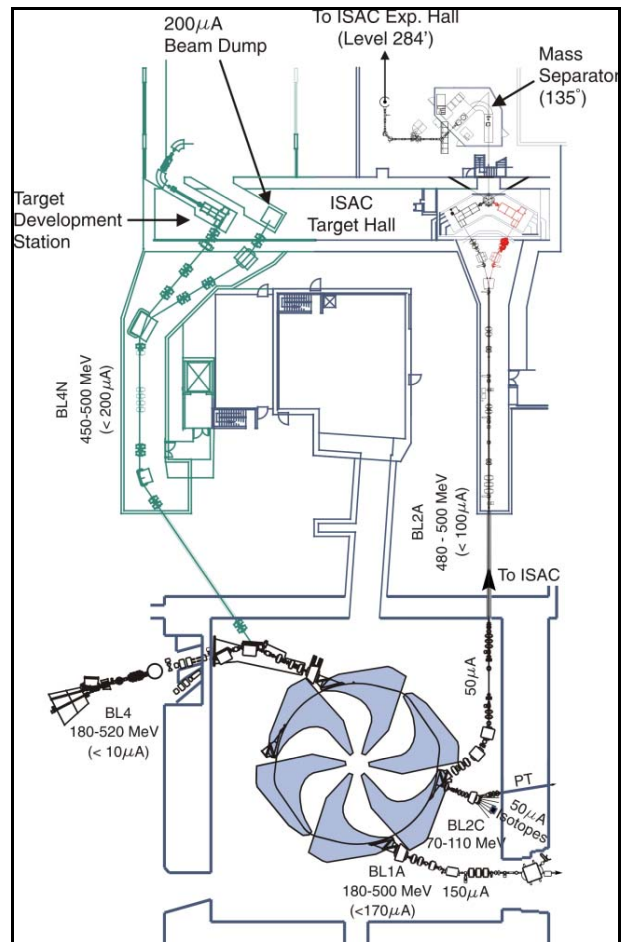 To ISAC Exp. Hall
(Level 284')
200μA
Beam Dump
Mass
Separator
(135°)
Target
Development
Station
ISAC
Target Hall
BL4N
450-500 MeV
(< 200μA)
BL2A
480 - 500 MeV
(< 100μA)
To ISAC
50μA
BL4
180-520 MeV
(< 10μA)
PT
50μA
Isotopes
BL2C
70-110 MeV
BL1A
180-500 MeV
(<170μA)
150μA